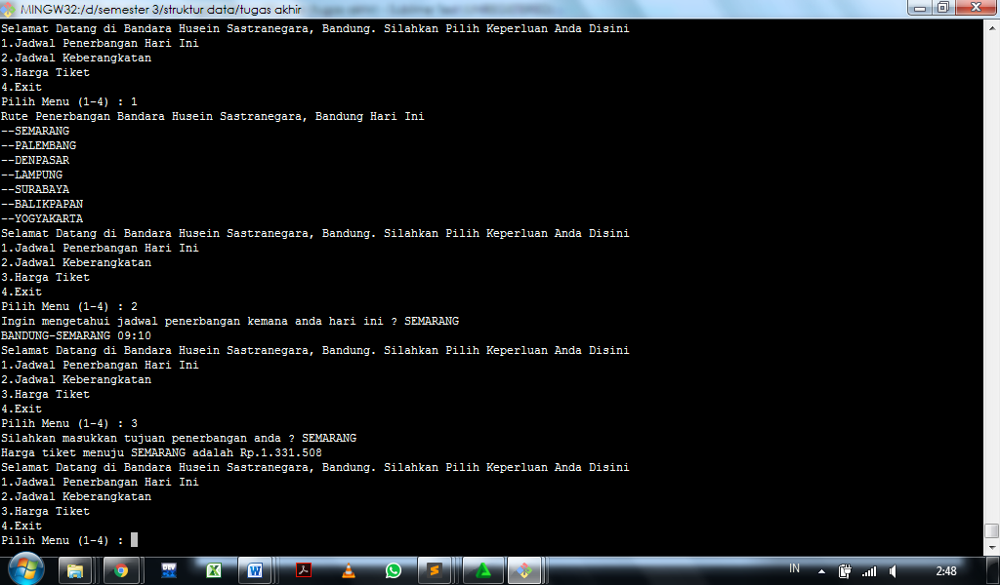 MINGW32:/d/semester 3/struktur data/tugas akhir
Selamat Datang di Bandara Husein Sastranegara, Bandung. Silahkan Pilih Keperluan Anda Disini
1.Jadwal Penerbangan Hari Ini
2.Jadwal Keberangkatan
3.Harga Tiket
4.Exit
Pilih Menu (1-4) : 1
Rute Penerbangan Bandara Husein Sastranegara, Bandung Hari Ini
--SEMARANG
--PALEMBANG
--DENPASAR
--LAMPUNG
--SURABAYA
--BALIKPAPAN
--YOGYAKARTA
Selamat Datang di Bandara Husein Sastranegara, Bandung. Silahkan Pilih Keperluan Anda Disini
1.Jadwal Penerbangan Hari Ini
2.Jadwal Keberangkatan
3.Harga Tiket
4.Exit
Pilih Menu (1-4) : 2
Ingin mengetahui jadwal penerbangan kemana anda hari ini ? SEMARANG
BANDUNG-SEMARANG 09:10
Selamat Datang di Bandara Husein Sastranegara, Bandung. Silahkan Pilih Keperluan Anda Disini
1.Jadwal Penerbangan Hari Ini
2.Jadwal Keberangkatan
3.Harga Tiket
4.Exit
Pilih Menu (1-4) : 3
Silahkan masukkan tujuan penerbangan anda ? SEMARANG
Harga tiket menuju SEMARANG adalah Rp.1.331.508
Selamat Datang di Bandara Husein Sastranegara, Bandung. Silahkan Pilih Keperluan Anda Disini
1.Jadwal Penerbangan Hari Ini
2.Jadwal Keberangkatan
3.Harga Tiket
4.Exit
Pilih Menu (1-4) :
DEV
IN
2:48